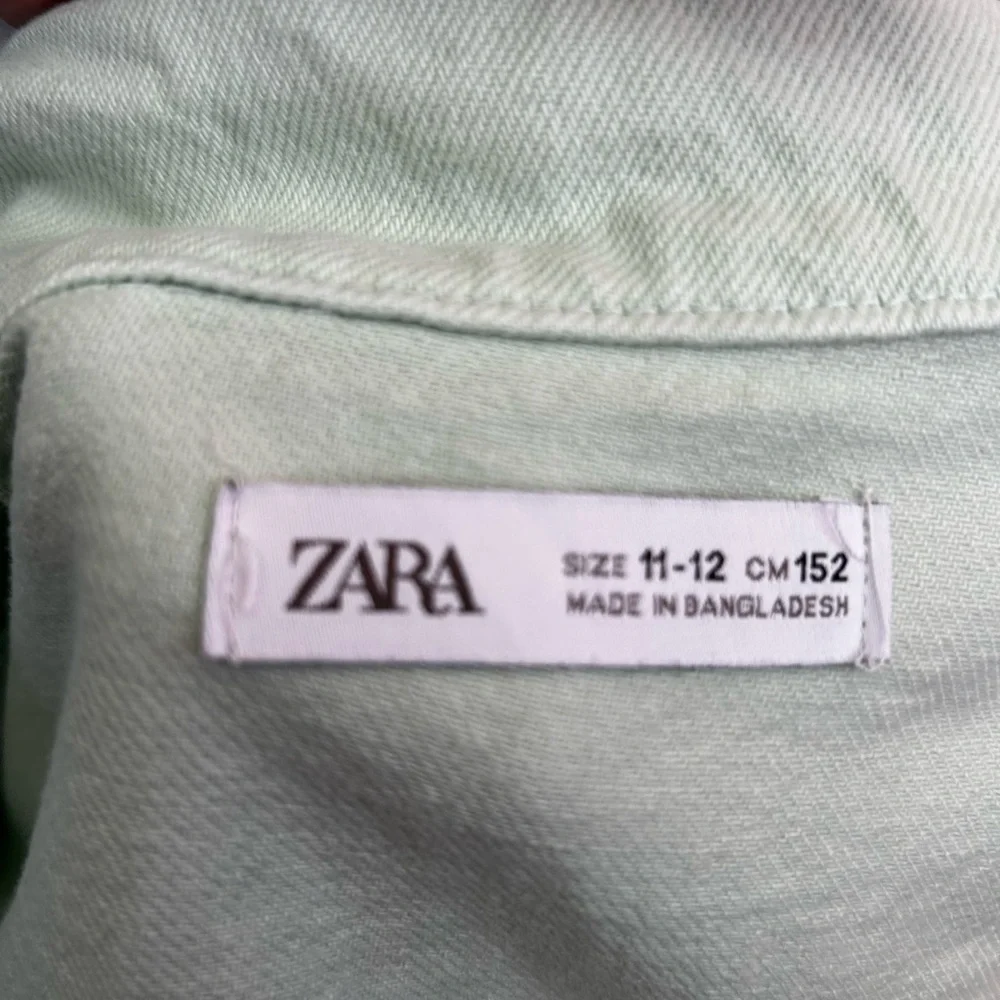 ZARA
SIZE 11-12 CM 152
MADE IN BANGLADESH